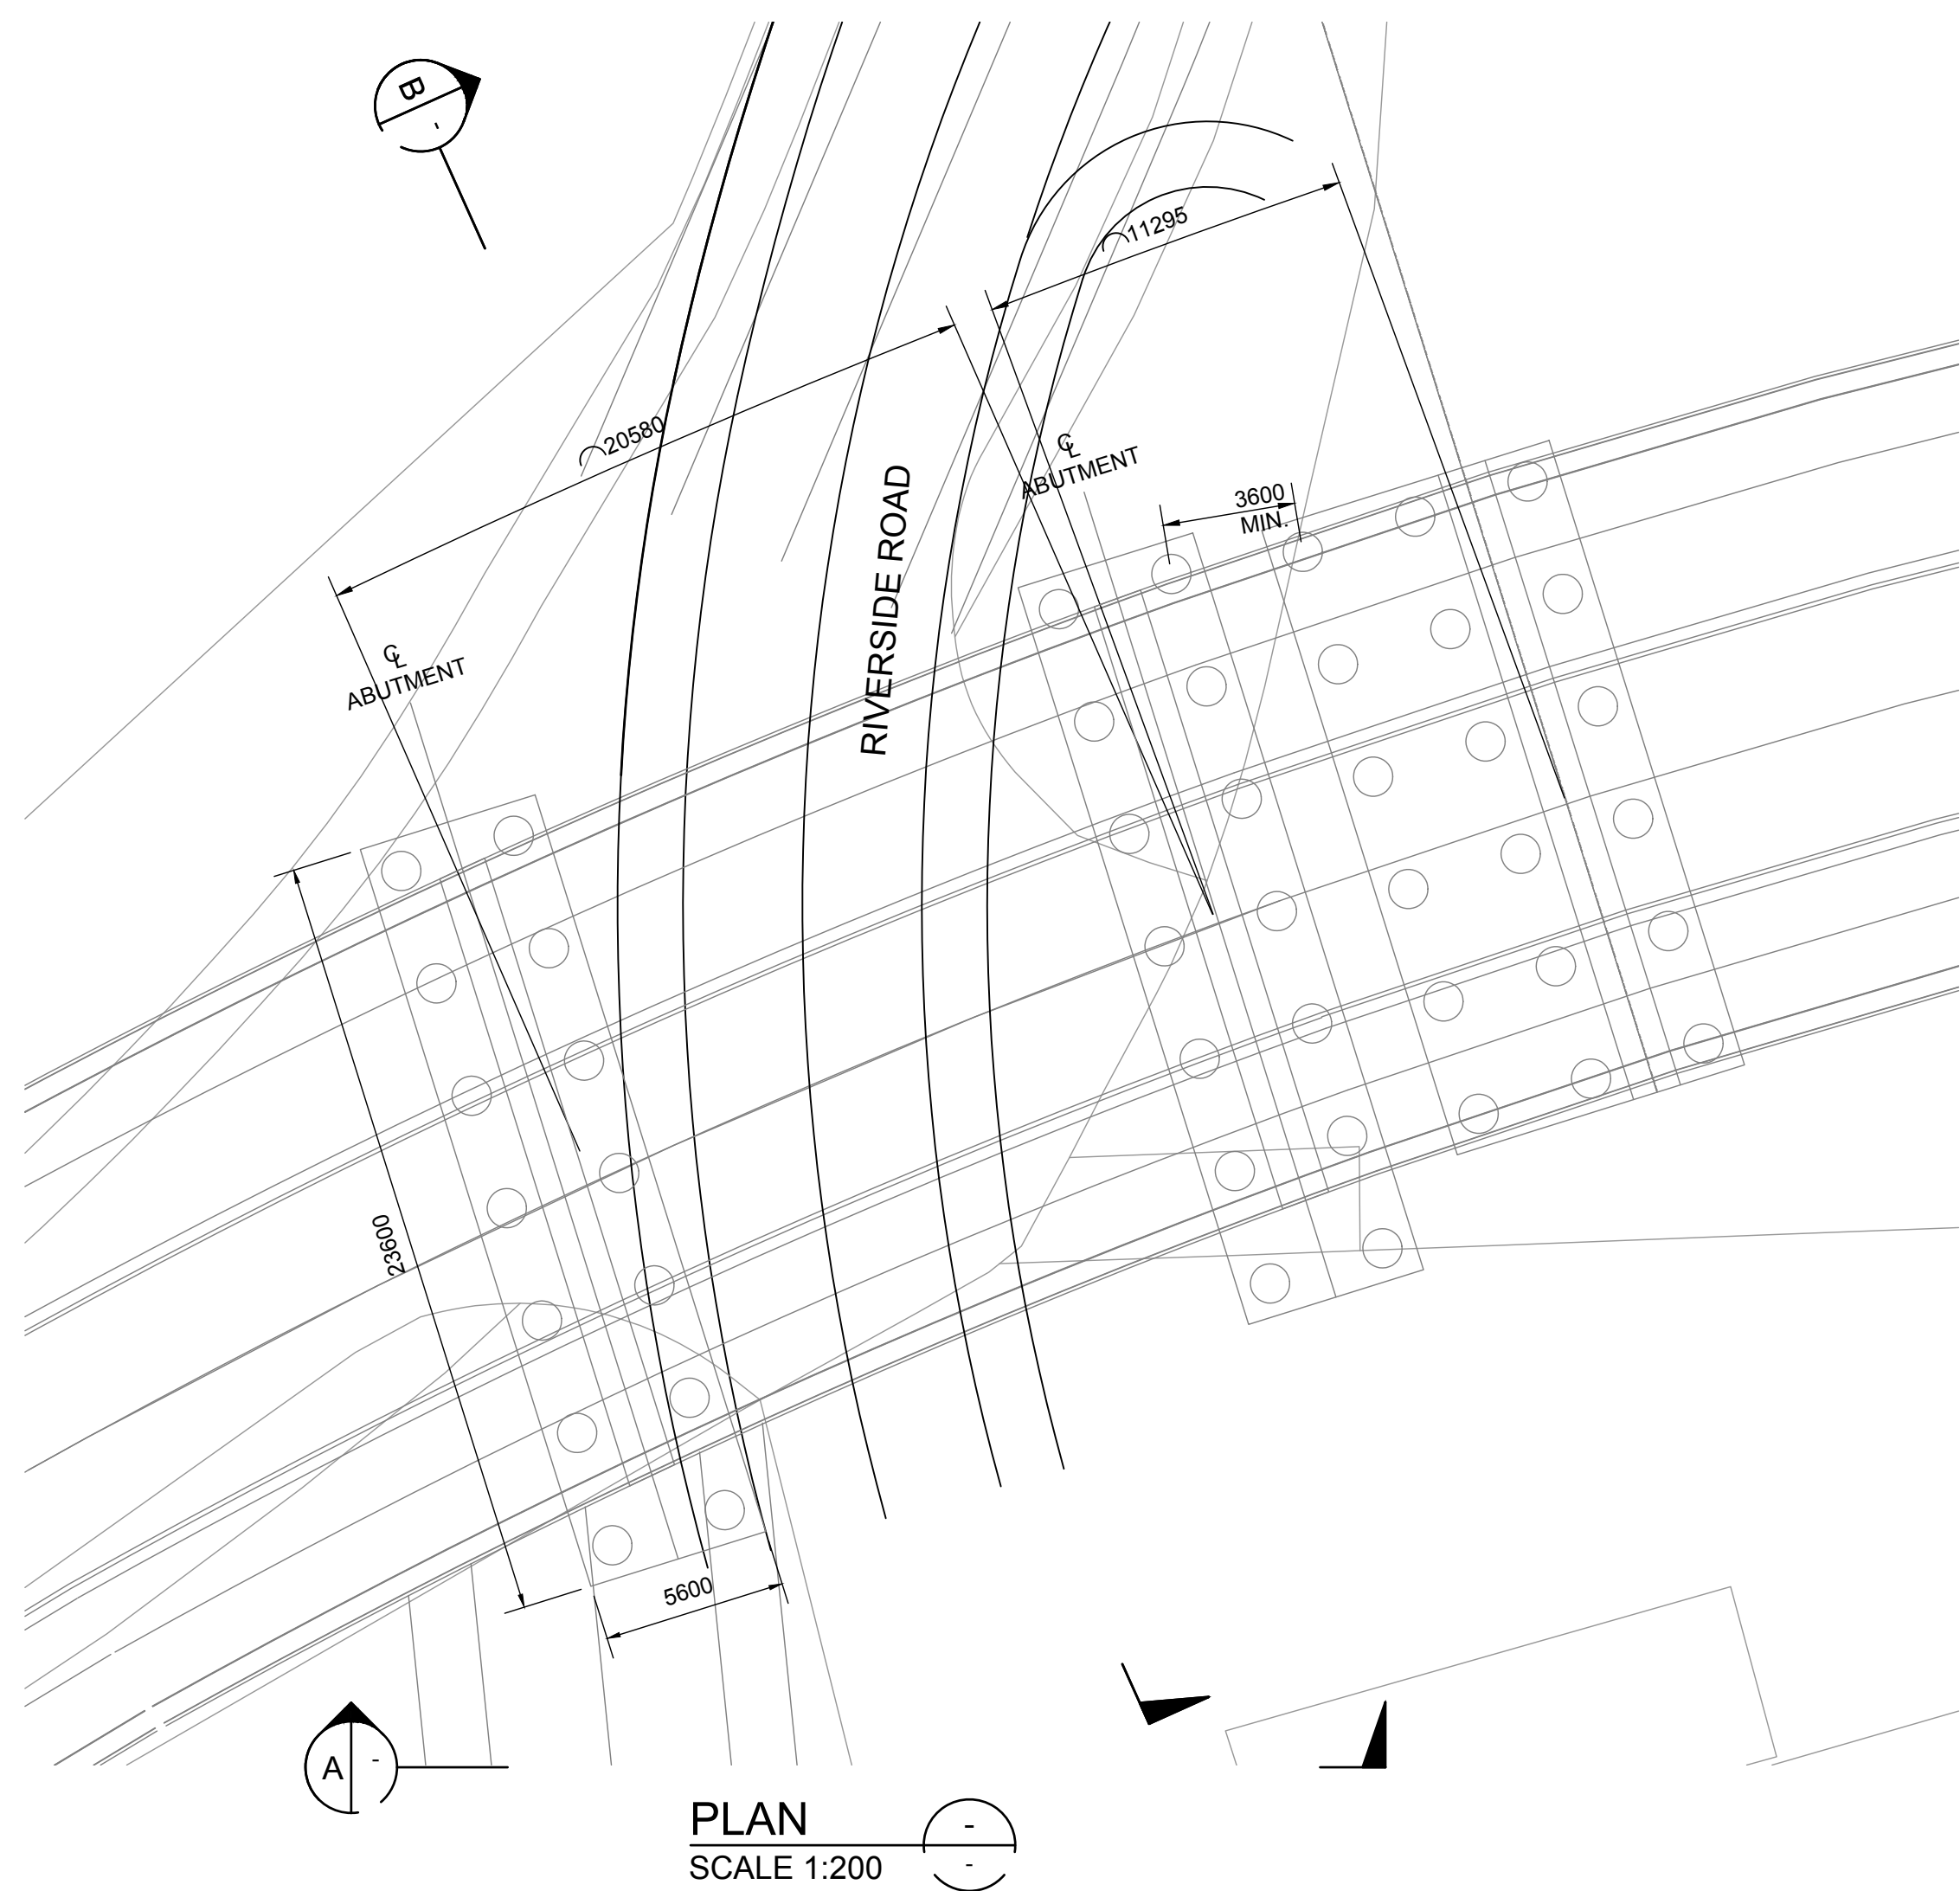 B
-
11295
20580
℄
ABUTMENT
3600
MIN.
RIVERSIDE ROAD
℄
ABUTMENT
23600
5600
A
-
PLAN
-
SCALE 1:200
-